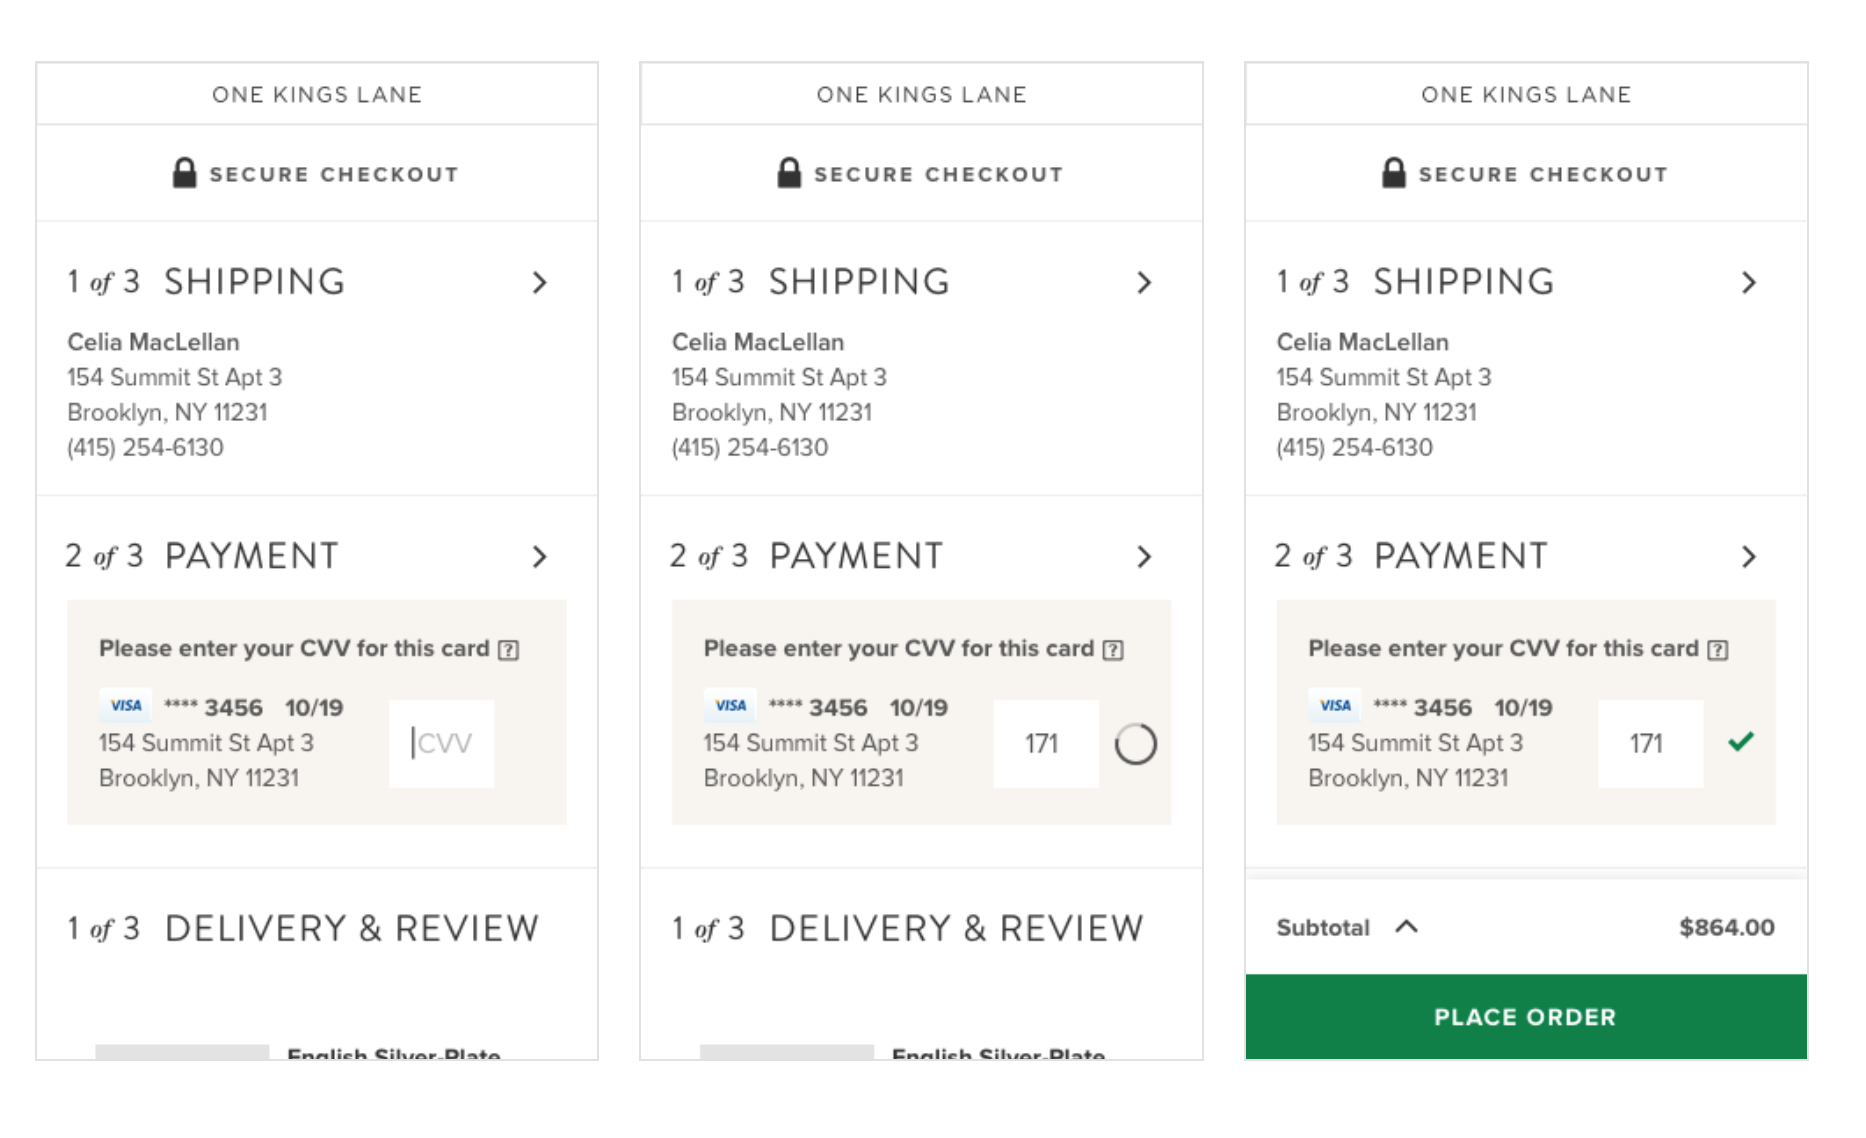 ONE KINGS LANE
SECURE CHECKOUT
1 of 3 SHIPPING
Celia MacLellan
154 Summit St Apt 3
Brooklyn, NY 11231
(415) 254-6130
2 of 3 PAYMENT
Please enter your CVV for this card ?
VISA **** 3456 10/19
154 Summit St Apt 3
CVV
Brooklyn, NY 11231
1 of 3 DELIVERY & REVIEW
English Silver-Plate
ONE KINGS LANE
SECURE CHECKOUT
1 of 3 SHIPPING
Celia MacLellan
154 Summit St Apt 3
Brooklyn, NY 11231
(415) 254-6130
2 of 3 PAYMENT
Please enter your CVV for this card ?
VISA **** 3456 10/19
154 Summit St Apt 3
171
Brooklyn, NY 11231
1 of 3 DELIVERY & REVIEW
English Silver-Plate
ONE KINGS LANE
SECURE CHECKOUT
1 of 3 SHIPPING
Celia MacLellan
154 Summit St Apt 3
Brooklyn, NY 11231
(415) 254-6130
2 of 3 PAYMENT
Please enter your CVV for this card ?
VISA **** 3456 10/19
154 Summit St Apt 3
171
Brooklyn, NY 11231
Subtotal $864.00
PLACE ORDER